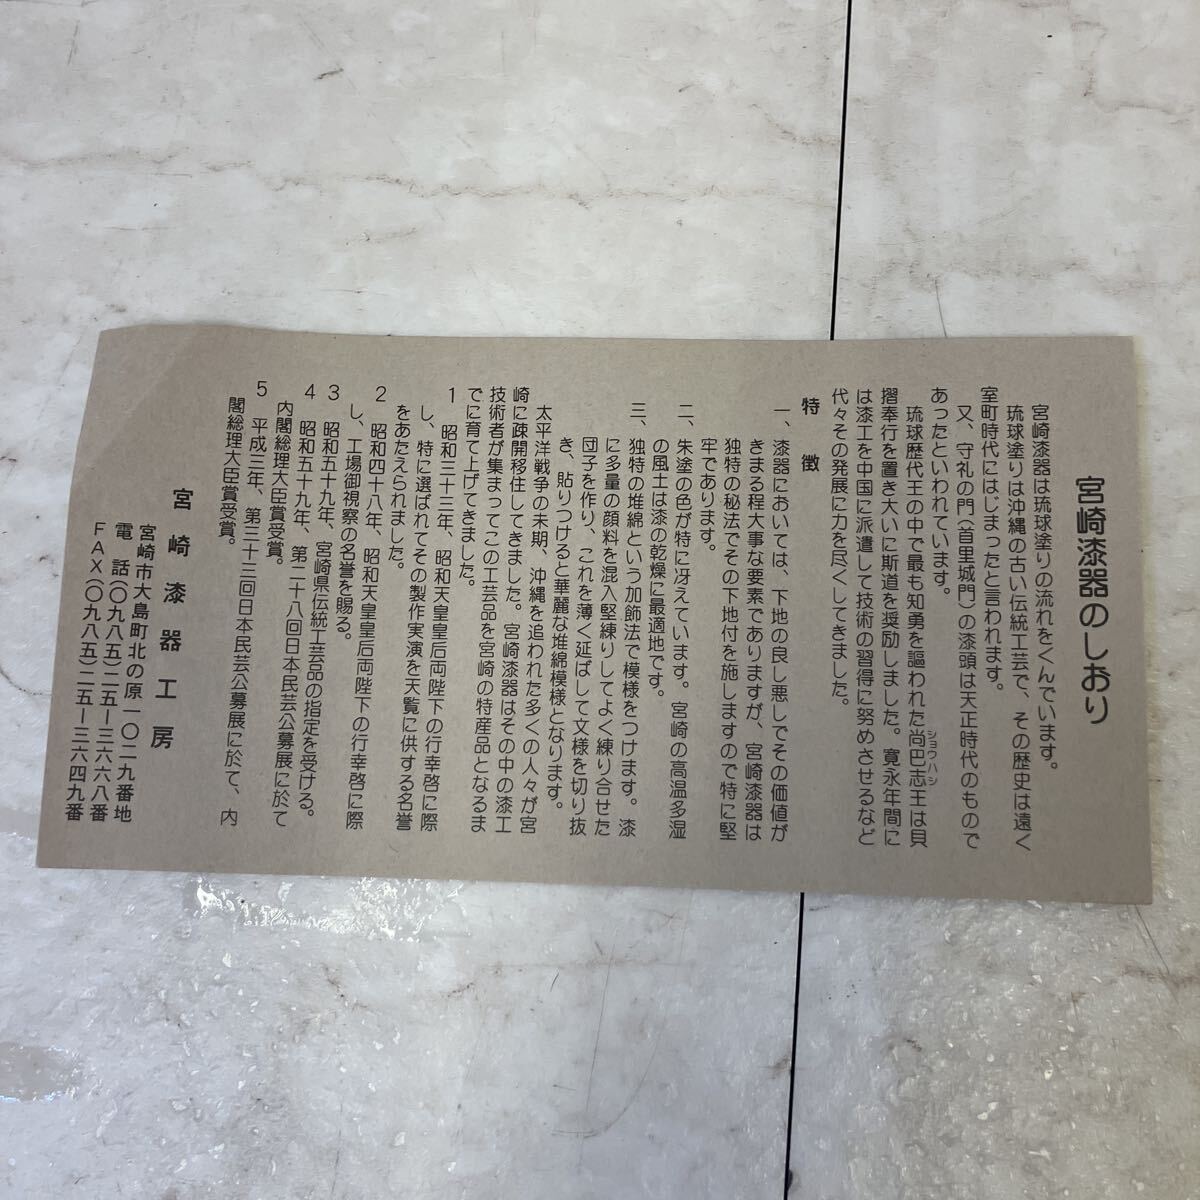 宮崎漆器のしおり
宮崎漆器は琉球塗りの流れをくんでいます。
琉球塗りは沖縄の古い伝統工芸で、その歴史は遠く
室町時代にはじまったと言われます。
又、守礼の門(首里城門)の漆頭は天正時代のもので
あったといわれています。
琉球歴代王の中で最も知勇を謳われた尚巴志王は貝
ショウハシ
摺奉行を置き大いに斯道を奨励しました。寛永年間に
は漆工を中国に派遣して技術の習得に努めさせるなど
代々その発展に力を尽くしてきました。
特徴
一、漆器においては、下地の良し悪しでその価値が
きまる程大事な要素でありますが、宮崎漆器は
独特の秘法でその下地付を施しますので特に堅
牢であります。
二、朱塗の色が特に冴えています。宮崎の高温多湿
の風土は漆の乾燥に最適地です。
三、独特の堆綿という加飾法で模様をつけます。漆
に多量の顔料を混入堅練りしてよく練り合せた
団子を作り、これを薄く延ばして文様を切り抜
き、貼りつけると華麗な堆綿模様となります。
太平洋戦争の末期、沖縄を追われた多くの人々が宮
崎に疎開移住してきました。宮崎漆器はその中の漆工
技術者が集まってこの工芸品を宮崎の特産品となるま
でに育て上げてきました。
1 昭和三十三年、昭和天皇皇后両陛下の行幸啓に際
し、特に選ばれてその製作実演を天覧に供する名誉
をあたえられました。
2 昭和四十八年、昭和天皇皇后両陛下の行幸啓に際
し、工場御視察の名誉を賜る。
3 昭和五十九年、宮崎県伝統工芸品の指定を受ける。
4 昭和五十九年、第二十八回日本民芸公募展に於て
内閣総理大臣賞受賞。
5 平成三年、第三十三回日本民芸公募展に於て、内
閣総理大臣賞受賞。
宮崎漆器工房
宮崎市大島町北の原一〇二九番地
電話(〇九八五)二五ー三六六八番
FAX(〇九八五)二五ー三六四九番